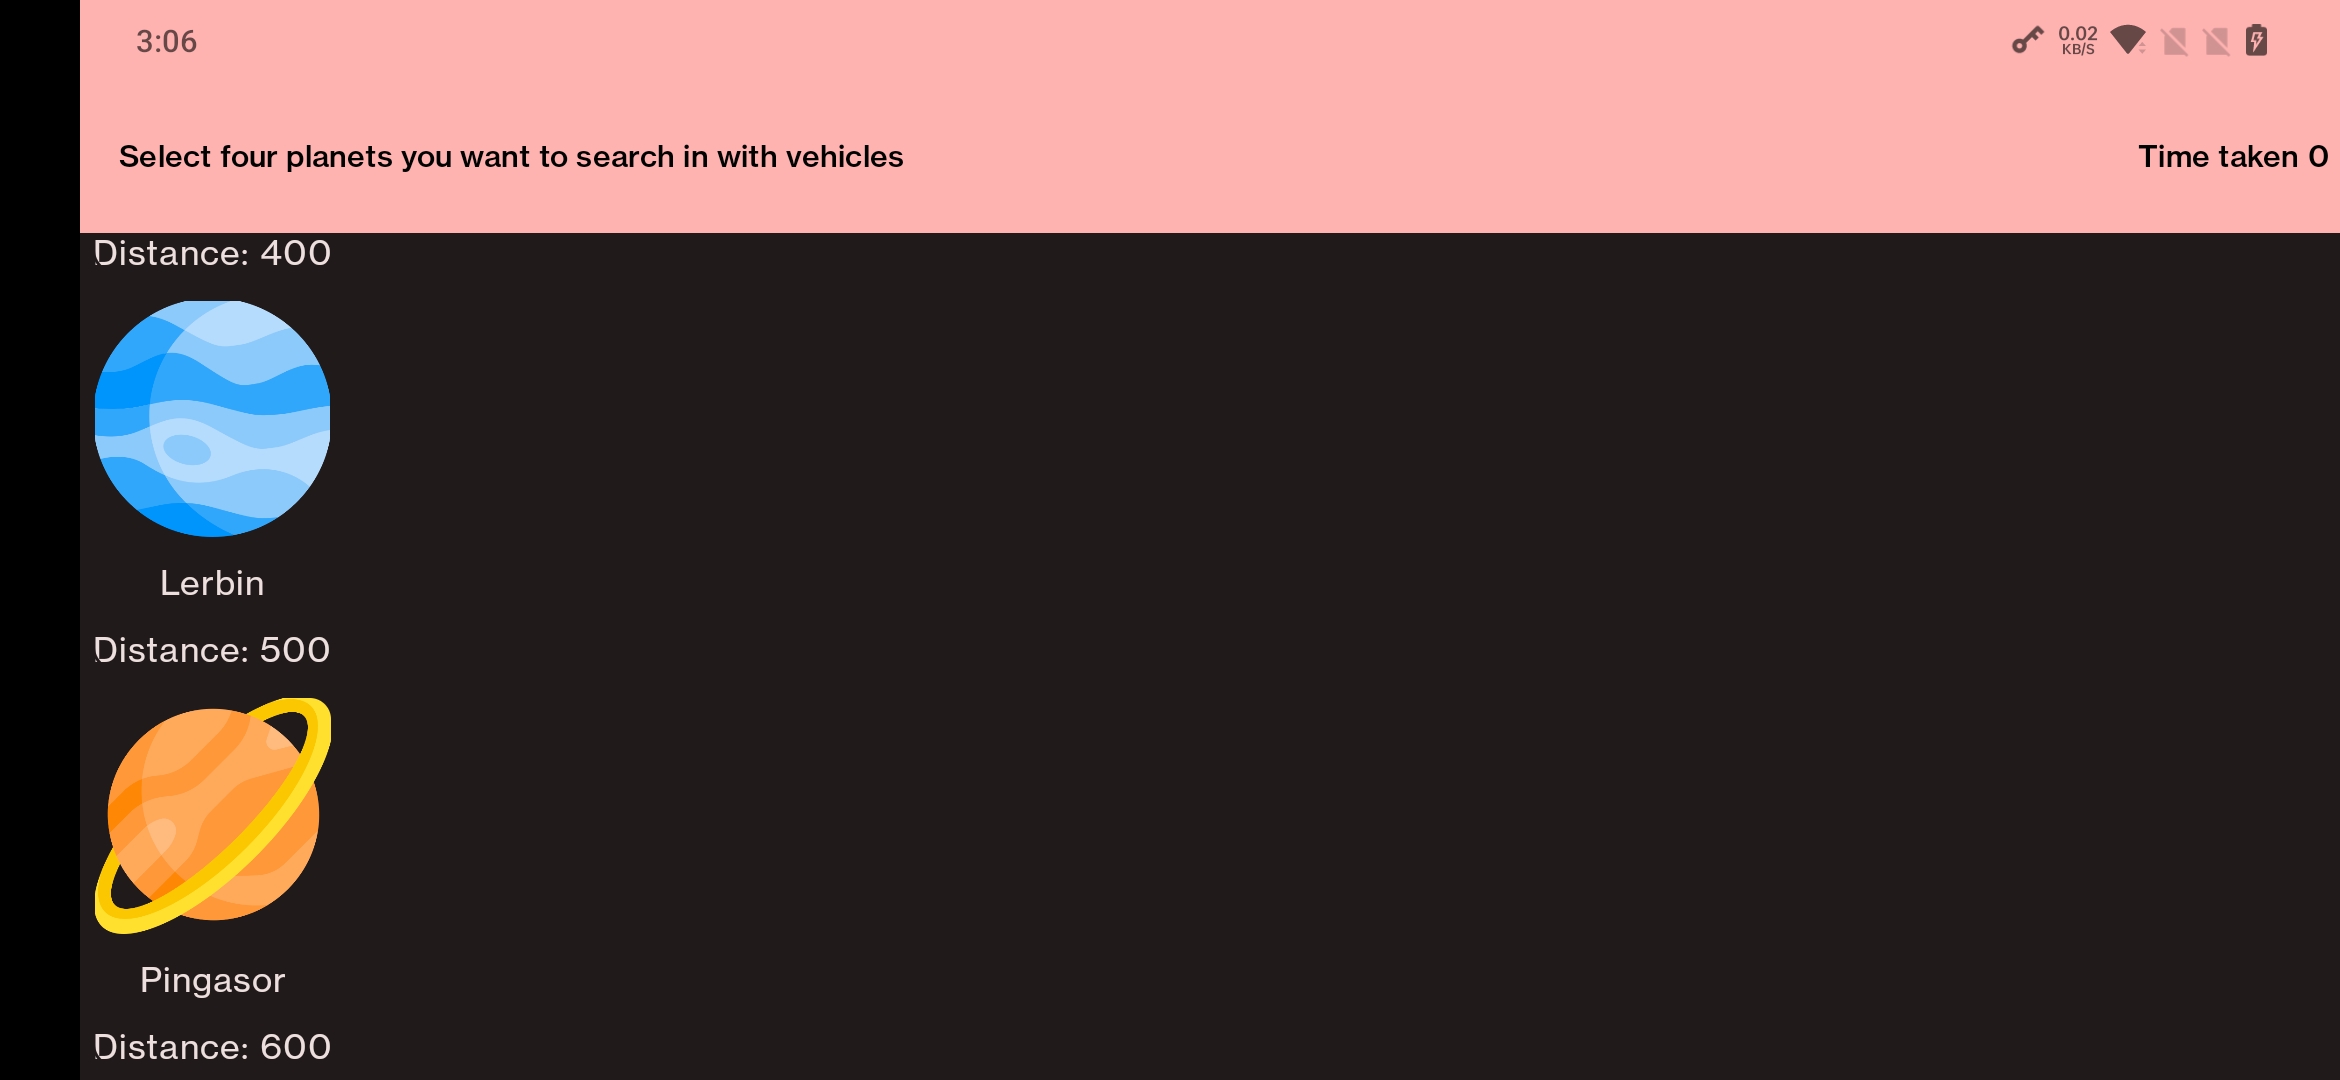 3:06
0.02
KB/S
Select four planets you want to search in with vehicles
Time taken 0
Distance: 400
Lerbin
Distance: 500
Pingasor
Distance: 600